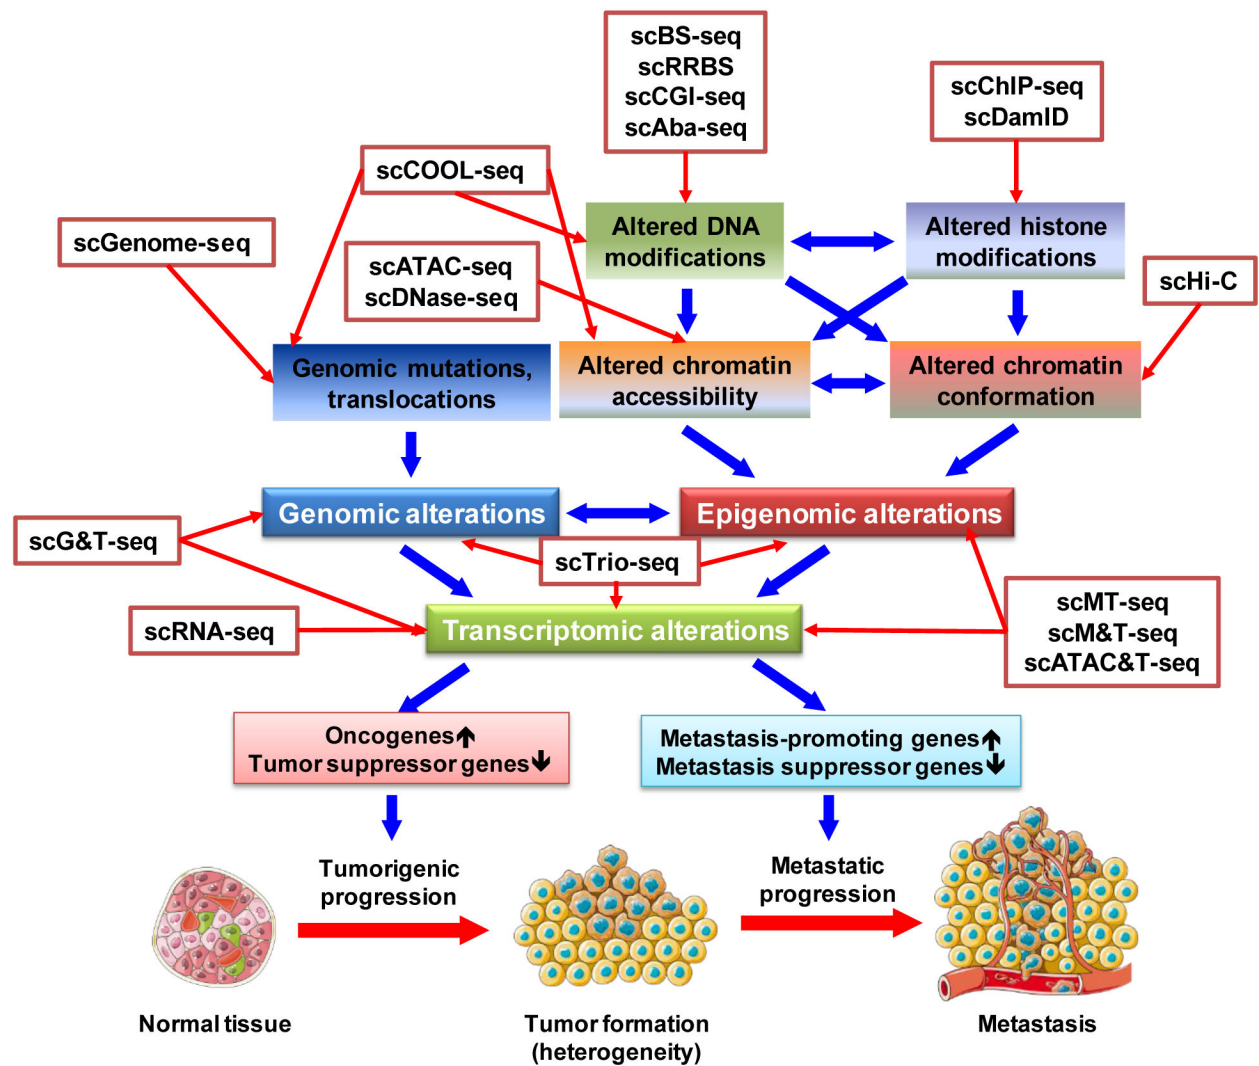 scBS-seq
scRRBS
scCGI-seq
scAba-seq
scChIP-seq
scDamID
scCOOL-seq
scGenome-seq
Altered DNA
modifications
Altered histone
modifications
scATAC-seq
scDNase-seq
scHi-C
Genomic mutations,
translocations
Altered chromatin
accessibility
Altered chromatin
conformation
Genomic alterations
Epigenomic alterations
scG&T-seq
scTrio-seq
scRNA-seq
Transcriptomic alterations
scMT-seq
scM&T-seq
scATAC&T-seq
Oncogenes
Tumor suppressor genes
Metastasis-promoting genes
Metastasis suppressor genes
Tumorigenic
progression
Metastatic
progression
Normal tissue
Tumor formation
(heterogeneity)
Metastasis